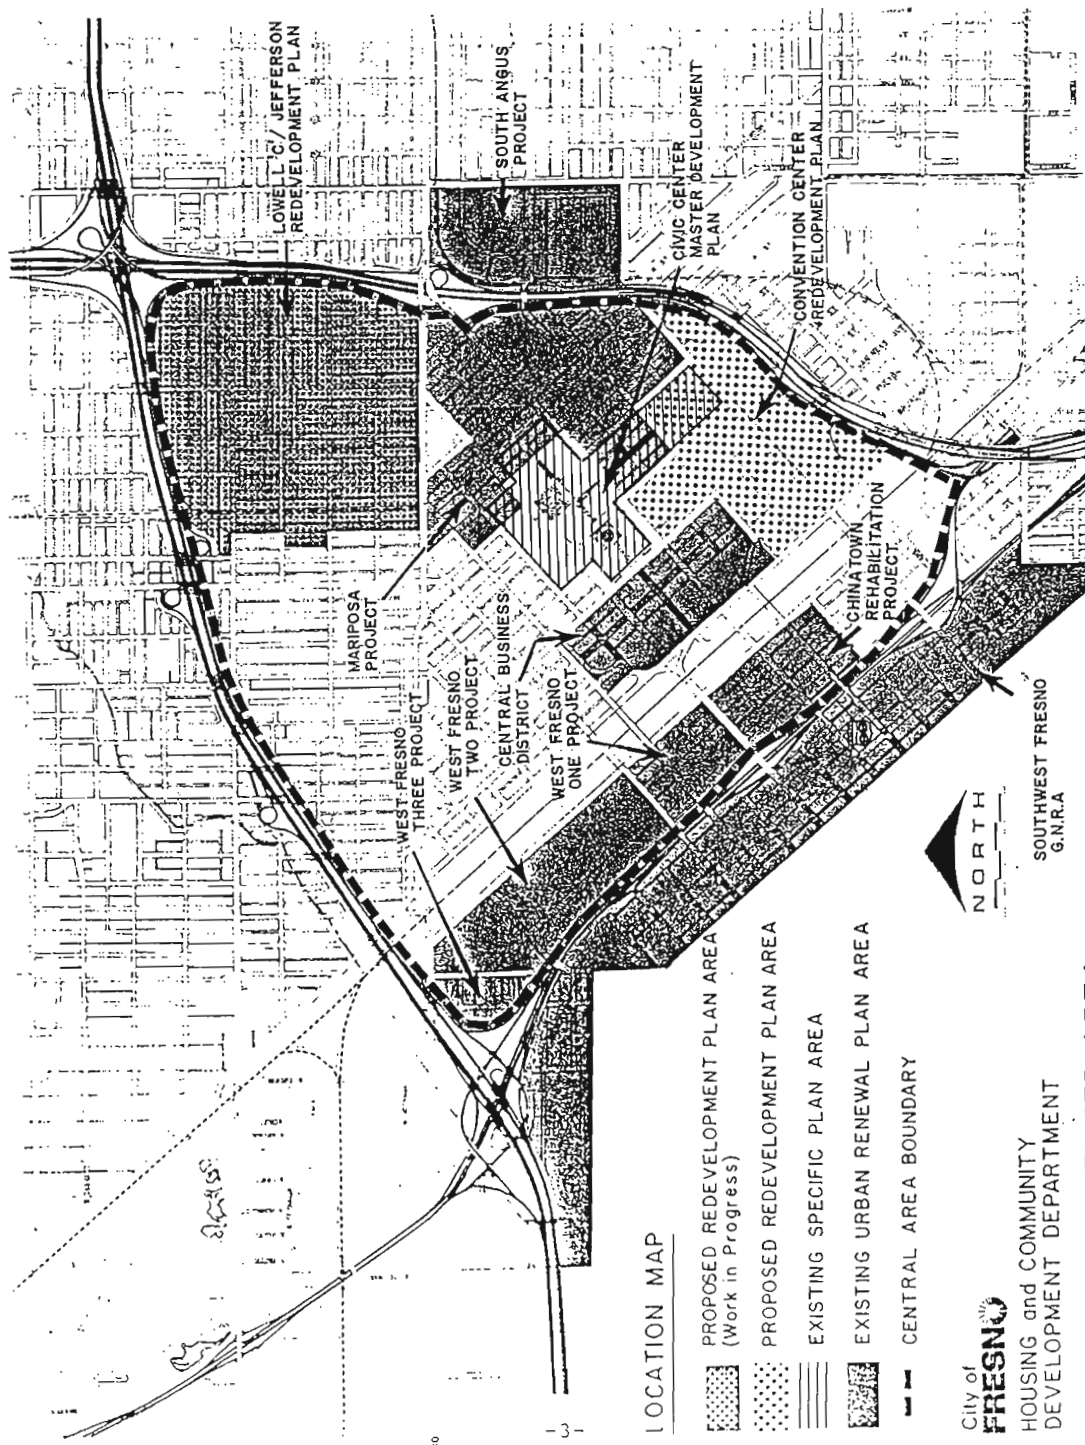 LOWELL 'C'/ JEFFERSON
REDEVELOPMENT PLAN
SOUTH ANGUS
PROJECT
CIVIC CENTER
MASTER DEVELOPMENT
PLAN
CONVENTION CENTER
REDEVELOPMENT PLAN
MARIPOSA
PROJECT
WEST FRESNO
THREE PROJECT
WEST FRESNO
TWO PROJECT
CENTRAL BUSINESS
DISTRICT
WEST FRESNO
ONE PROJECT
CHINATOWN
REHABILITATION
PROJECT
SOUTHWEST FRESNO
G.N.R.A
NORTH
LOCATION MAP
PROPOSED REDEVELOPMENT PLAN AREA
(Work in Progress)
PROPOSED REDEVELOPMENT PLAN AREA
EXISTING SPECIFIC PLAN AREA
EXISTING URBAN RENEWAL PLAN AREA
CENTRAL AREA BOUNDARY
City of
FRESNO
HOUSING and COMMUNITY
DEVELOPMENT DEPARTMENT
-3-